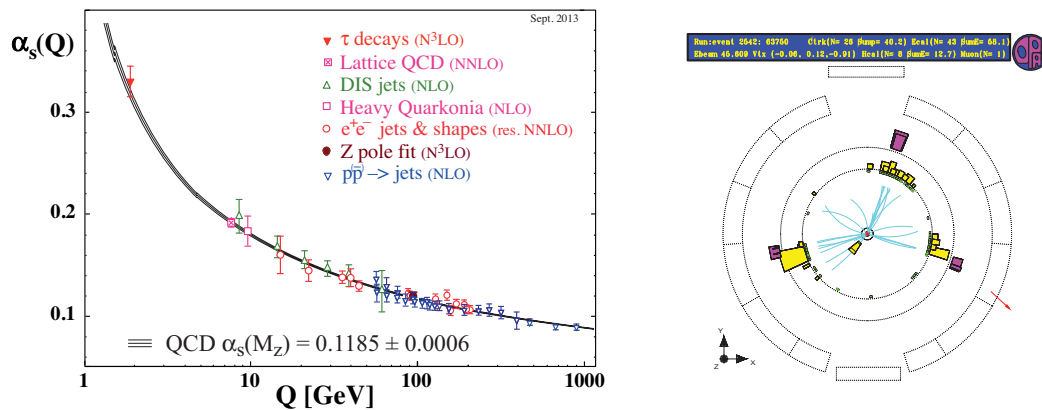 Sept. 2013
αs(Q)
τ decays (N³LO)
Lattice QCD (NNLO)
DIS jets (NLO)
Heavy Quarkonia (NLO)
e⁺e⁻ jets & shapes (res. NNLO)
Z pole fit (N³LO)
pp(–) –> jets (NLO)
0.3
0.2
0.1
QCD αs(Mz) = 0.1185 ± 0.0006
1 10 100 1000
Q [GeV]
Run:event 2542: 63750 Ctrk(N= 28 Sump= 40.2) Ecal(N= 43 SumE= 58.1)
Ebeam 45.609 Vtx (-0.06, 0.12,-0.91) Hcal(N= 8 SumE= 12.7) Muon(N= 1)
Y
Z X